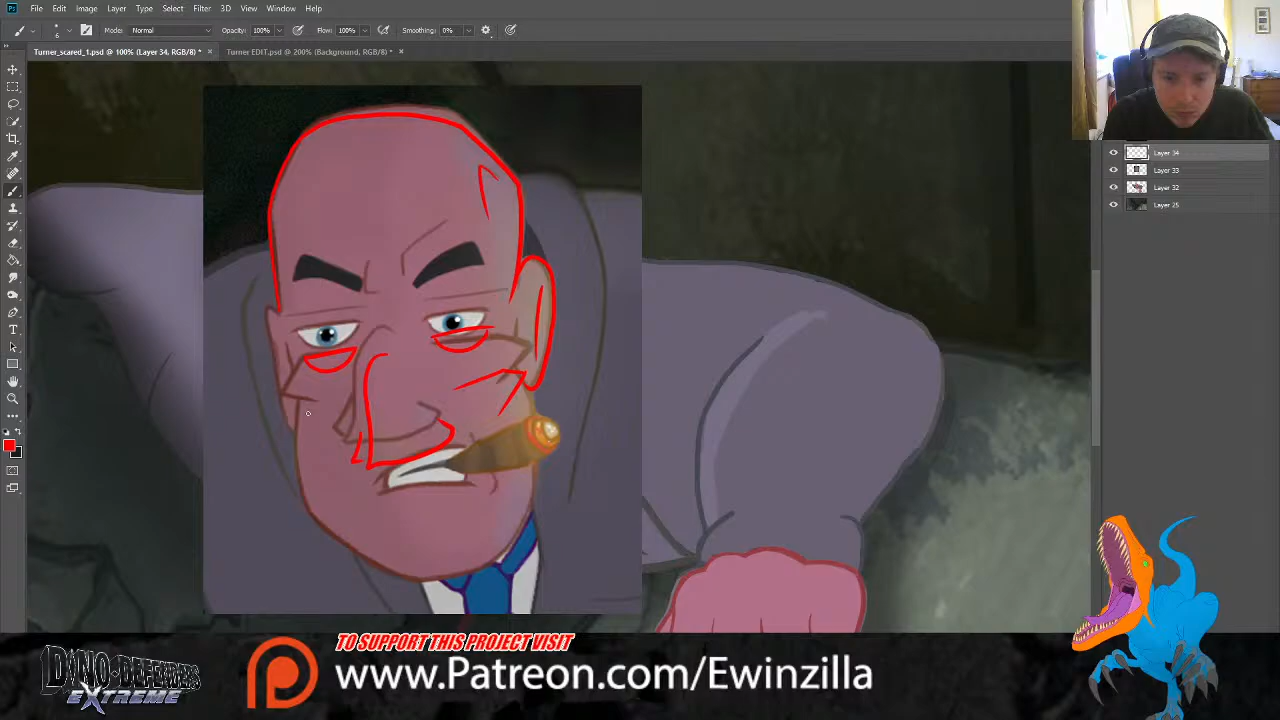 File Edit Image Layer Type Select Filter 3D View Window Help
6 Mode: Normal Opacity: 100% Flow: 100% Smoothing: 0%
Turner_scared_1.psd @ 100% (Layer 34, RGB/8) * × Turner EDIT.psd @ 200% (Background, RGB/8) * ×
Layer 34
Layer 33
Layer 32
Layer 25
TO SUPPORT THIS PROJECT VISIT
www.Patreon.com/Ewinzilla
DINO DEFENDERS
EXTREME